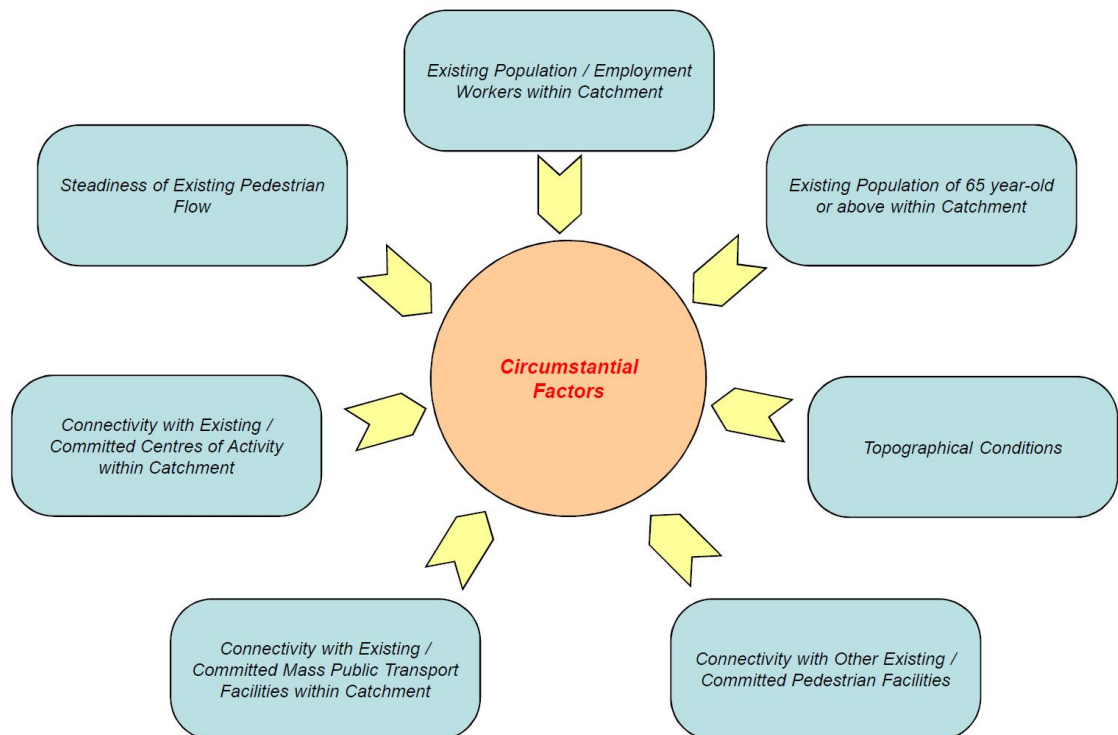 Existing Population / Employment
Workers within Catchment
Steadiness of Existing Pedestrian
Flow
Existing Population of 65 year-old
or above within Catchment
Circumstantial
Factors
Connectivity with Existing /
Committed Centres of Activity
within Catchment
Topographical Conditions
Connectivity with Existing /
Committed Mass Public Transport
Facilities within Catchment
Connectivity with Other Existing /
Committed Pedestrian Facilities